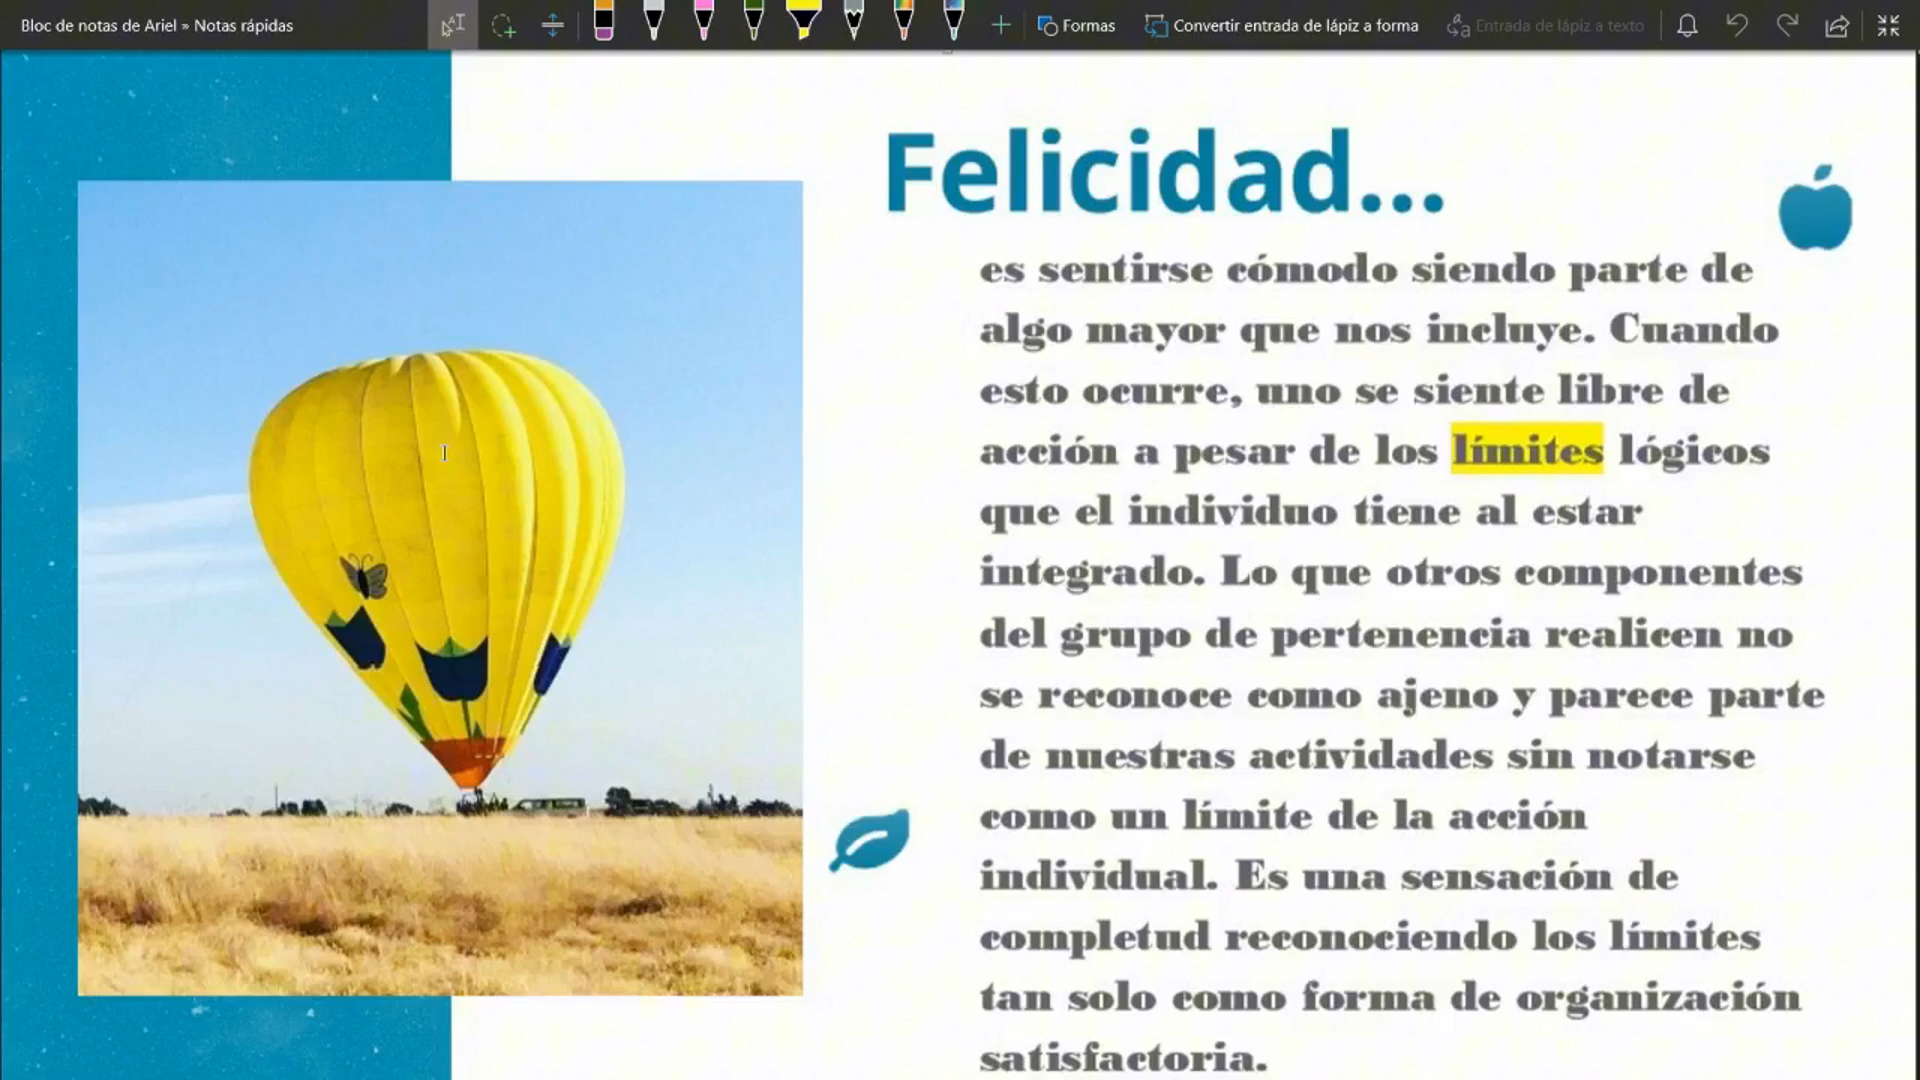 Bloc de notas de Ariel » Notas rápidas
Formas
Convertir entrada de lápiz a forma
Entrada de lápiz a texto
Felicidad...
es sentirse cómodo siendo parte de
algo mayor que nos incluye. Cuando
esto ocurre, uno se siente libre de
acción a pesar de los límites lógicos
que el individuo tiene al estar
integrado. Lo que otros componentes
del grupo de pertenencia realicen no
se reconoce como ajeno y parece parte
de nuestras actividades sin notarse
como un límite de la acción
individual. Es una sensación de
completud reconociendo los límites
tan solo como forma de organización
satisfactoria.